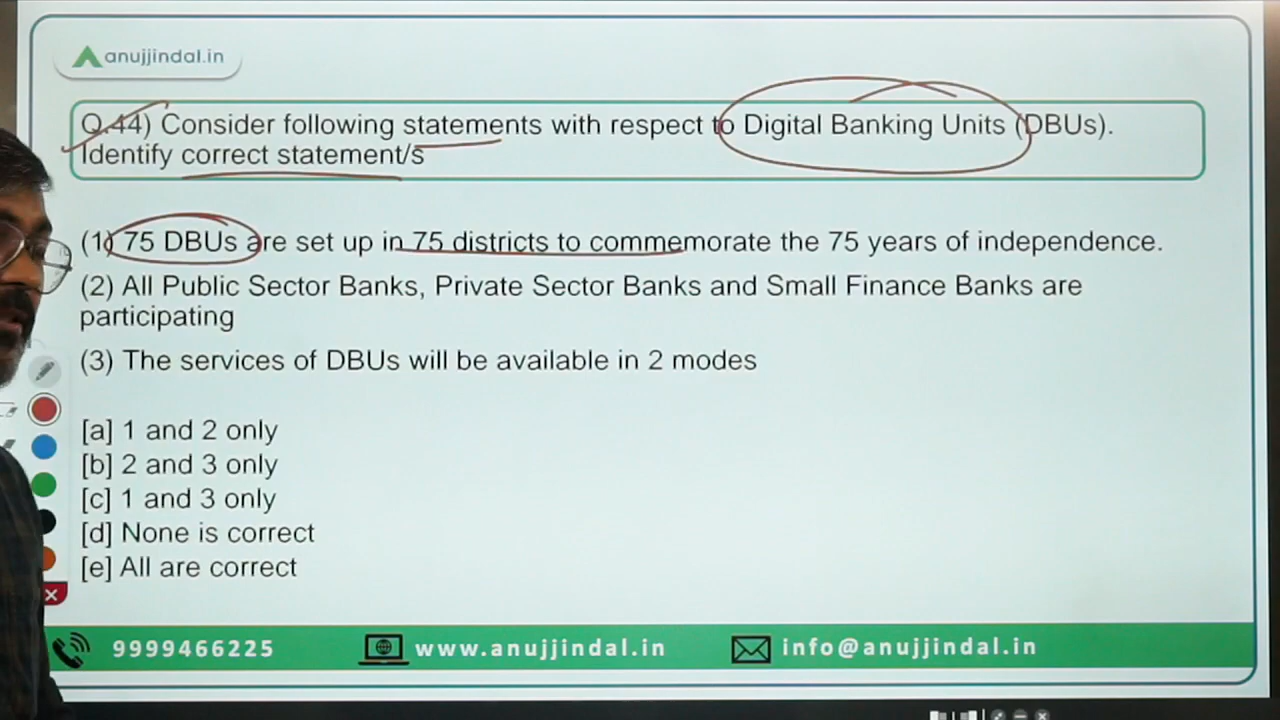 anujjindal.in
Q.44) Consider following statements with respect to Digital Banking Units (DBUs).
Identify correct statement/s
(1) 75 DBUs are set up in 75 districts to commemorate the 75 years of independence.
(2) All Public Sector Banks, Private Sector Banks and Small Finance Banks are
participating
(3) The services of DBUs will be available in 2 modes
[a] 1 and 2 only
[b] 2 and 3 only
[c] 1 and 3 only
[d] None is correct
[e] All are correct
9999466225 www.anujjindal.in info@anujjindal.in